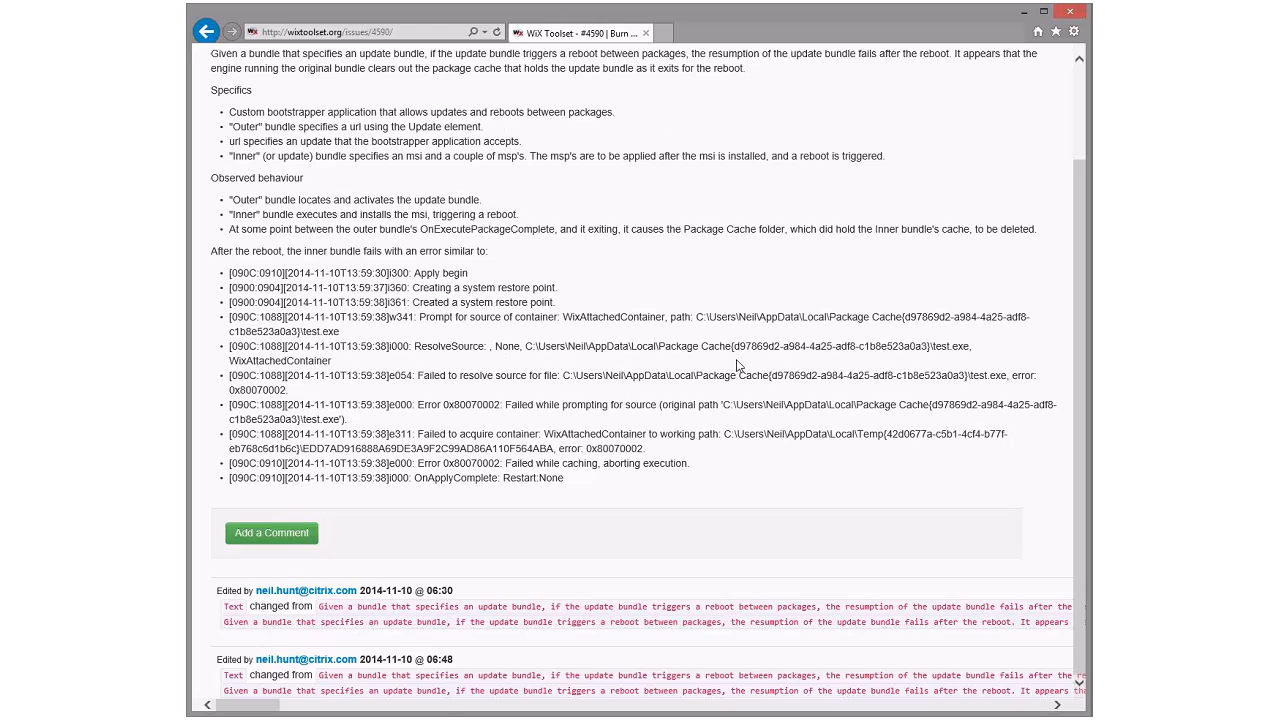 http://wixtoolset.org/issues/4590/
WiX Toolset - #4590 | Burn ...
Given a bundle that specifies an update bundle, if the update bundle triggers a reboot between packages, the resumption of the update bundle fails after the reboot. It appears that the
engine running the original bundle clears out the package cache that holds the update bundle as it exits for the reboot.
Specifics
• Custom bootstrapper application that allows updates and reboots between packages.
• "Outer" bundle specifies a url using the Update element.
• url specifies an update that the bootstrapper application accepts.
• "Inner" (or update) bundle specifies an msi and a couple of msp's. The msp's are to be applied after the msi is installed, and a reboot is triggered.
Observed behaviour
• "Outer" bundle locates and activates the update bundle.
• "Inner" bundle executes and installs the msi, triggering a reboot.
• At some point between the outer bundle's OnExecutePackageComplete, and it exiting, it causes the Package Cache folder, which did hold the Inner bundle's cache, to be deleted.
After the reboot, the inner bundle fails with an error similar to:
• [090C:0910][2014-11-10T13:59:30]i300: Apply begin
• [0900:0904][2014-11-10T13:59:37]i360: Creating a system restore point.
• [0900:0904][2014-11-10T13:59:38]i361: Created a system restore point.
• [090C:1088][2014-11-10T13:59:38]w341: Prompt for source of container: WixAttachedContainer, path: C:\Users\Neil\AppData\Local\Package Cache{d97869d2-a984-4a25-adf8-
c1b8e523a0a3}\test.exe
• [090C:1088][2014-11-10T13:59:38]i000: ResolveSource: , None, C:\Users\Neil\AppData\Local\Package Cache{d97869d2-a984-4a25-adf8-c1b8e523a0a3}\test.exe,
WixAttachedContainer
• [090C:1088][2014-11-10T13:59:38]e054: Failed to resolve source for file: C:\Users\Neil\AppData\Local\Package Cache{d97869d2-a984-4a25-adf8-c1b8e523a0a3}\test.exe, error:
0x80070002.
• [090C:1088][2014-11-10T13:59:38]e000: Error 0x80070002: Failed while prompting for source (original path 'C:\Users\Neil\AppData\Local\Package Cache{d97869d2-a984-4a25-adf8-
c1b8e523a0a3}\test.exe').
• [090C:1088][2014-11-10T13:59:38]e311: Failed to acquire container: WixAttachedContainer to working path: C:\Users\Neil\AppData\Local\Temp{42d0677a-c5b1-4cf4-b77f-
eb768c6d1b6c}\EDD7AD916888A69DE3A9F2C99AD86A110F564ABA, error: 0x80070002.
• [090C:0910][2014-11-10T13:59:38]e000: Error 0x80070002: Failed while caching, aborting execution.
• [090C:0910][2014-11-10T13:59:38]i000: OnApplyComplete: Restart:None
Add a Comment
Edited by neil.hunt@citrix.com 2014-11-10 @ 06:30
Text changed from Given a bundle that specifies an update bundle, if the update bundle triggers a reboot between packages, the resumption of the update bundle fails after the
Given a bundle that specifies an update bundle, if the update bundle triggers a reboot between packages, the resumption of the update bundle fails after the reboot. It appears
Edited by neil.hunt@citrix.com 2014-11-10 @ 06:48
Text changed from Given a bundle that specifies an update bundle, if the update bundle triggers a reboot between packages, the resumption of the update bundle fails after the re
Given a bundle that specifies an update bundle, if the update bundle triggers a reboot between packages, the resumption of the update bundle fails after the reboot. It appears tha